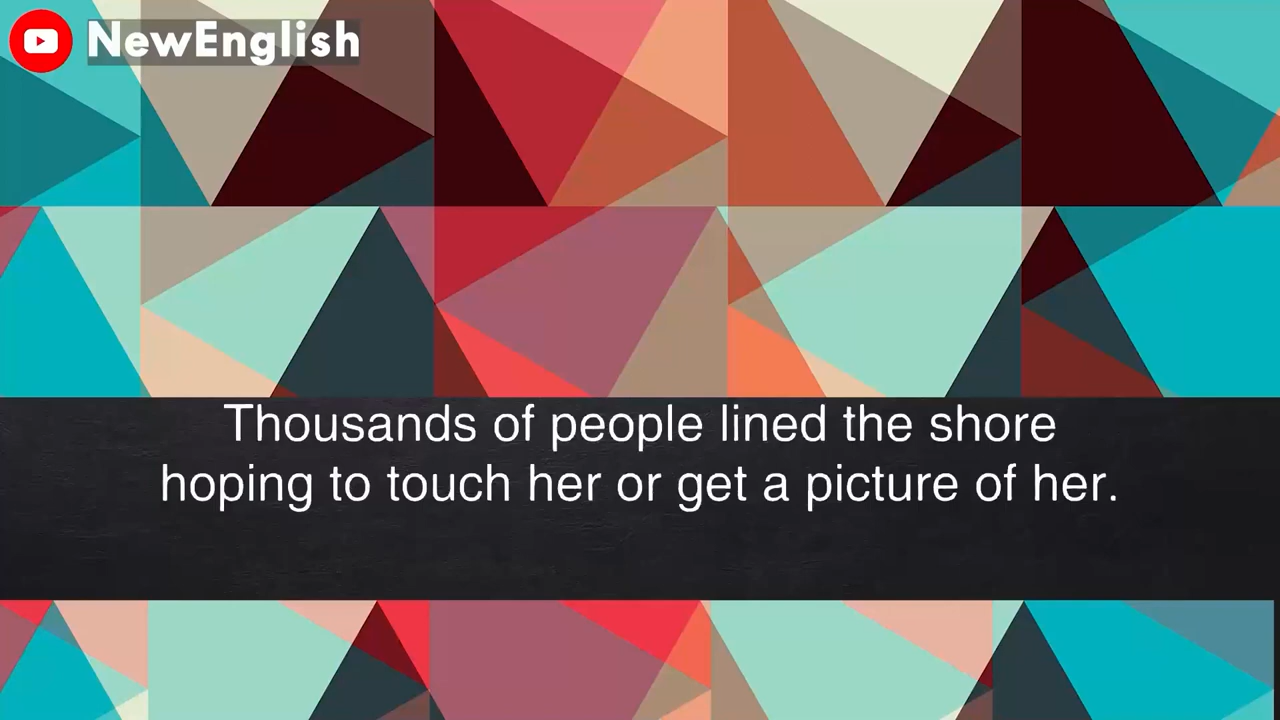 NewEnglish
Thousands of people lined the shore
hoping to touch her or get a picture of her.